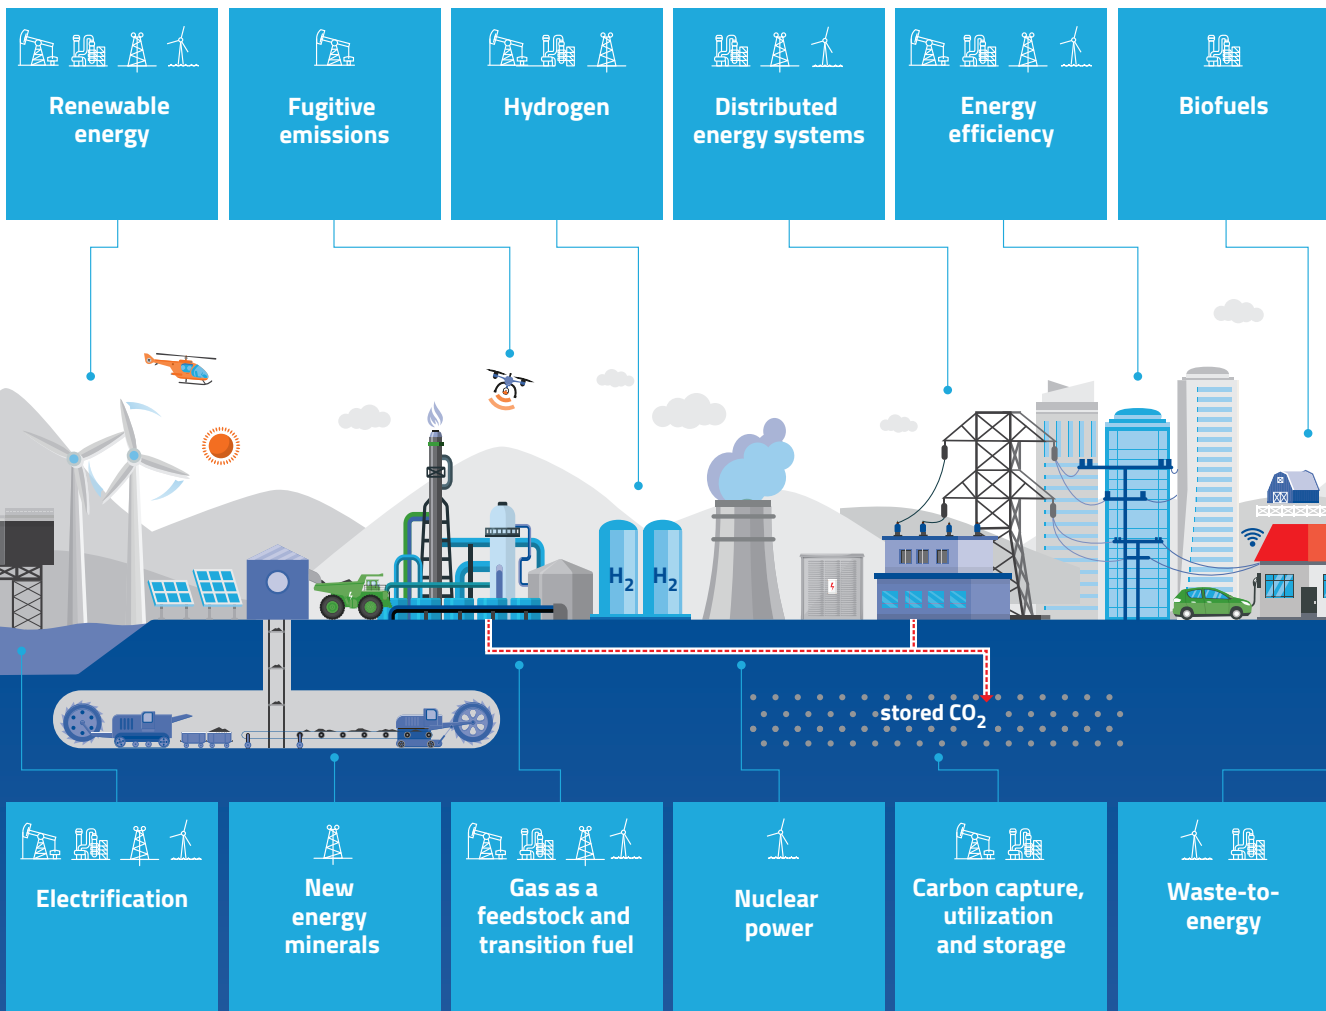 Renewable
energy
Fugitive
emissions
Hydrogen
Distributed
energy systems
Energy
efficiency
Biofuels
H2 H2
stored CO2
Electrification
New
energy
minerals
Gas as a
feedstock and
transition fuel
Nuclear
power
Carbon capture,
utilization
and storage
Waste-to-
energy